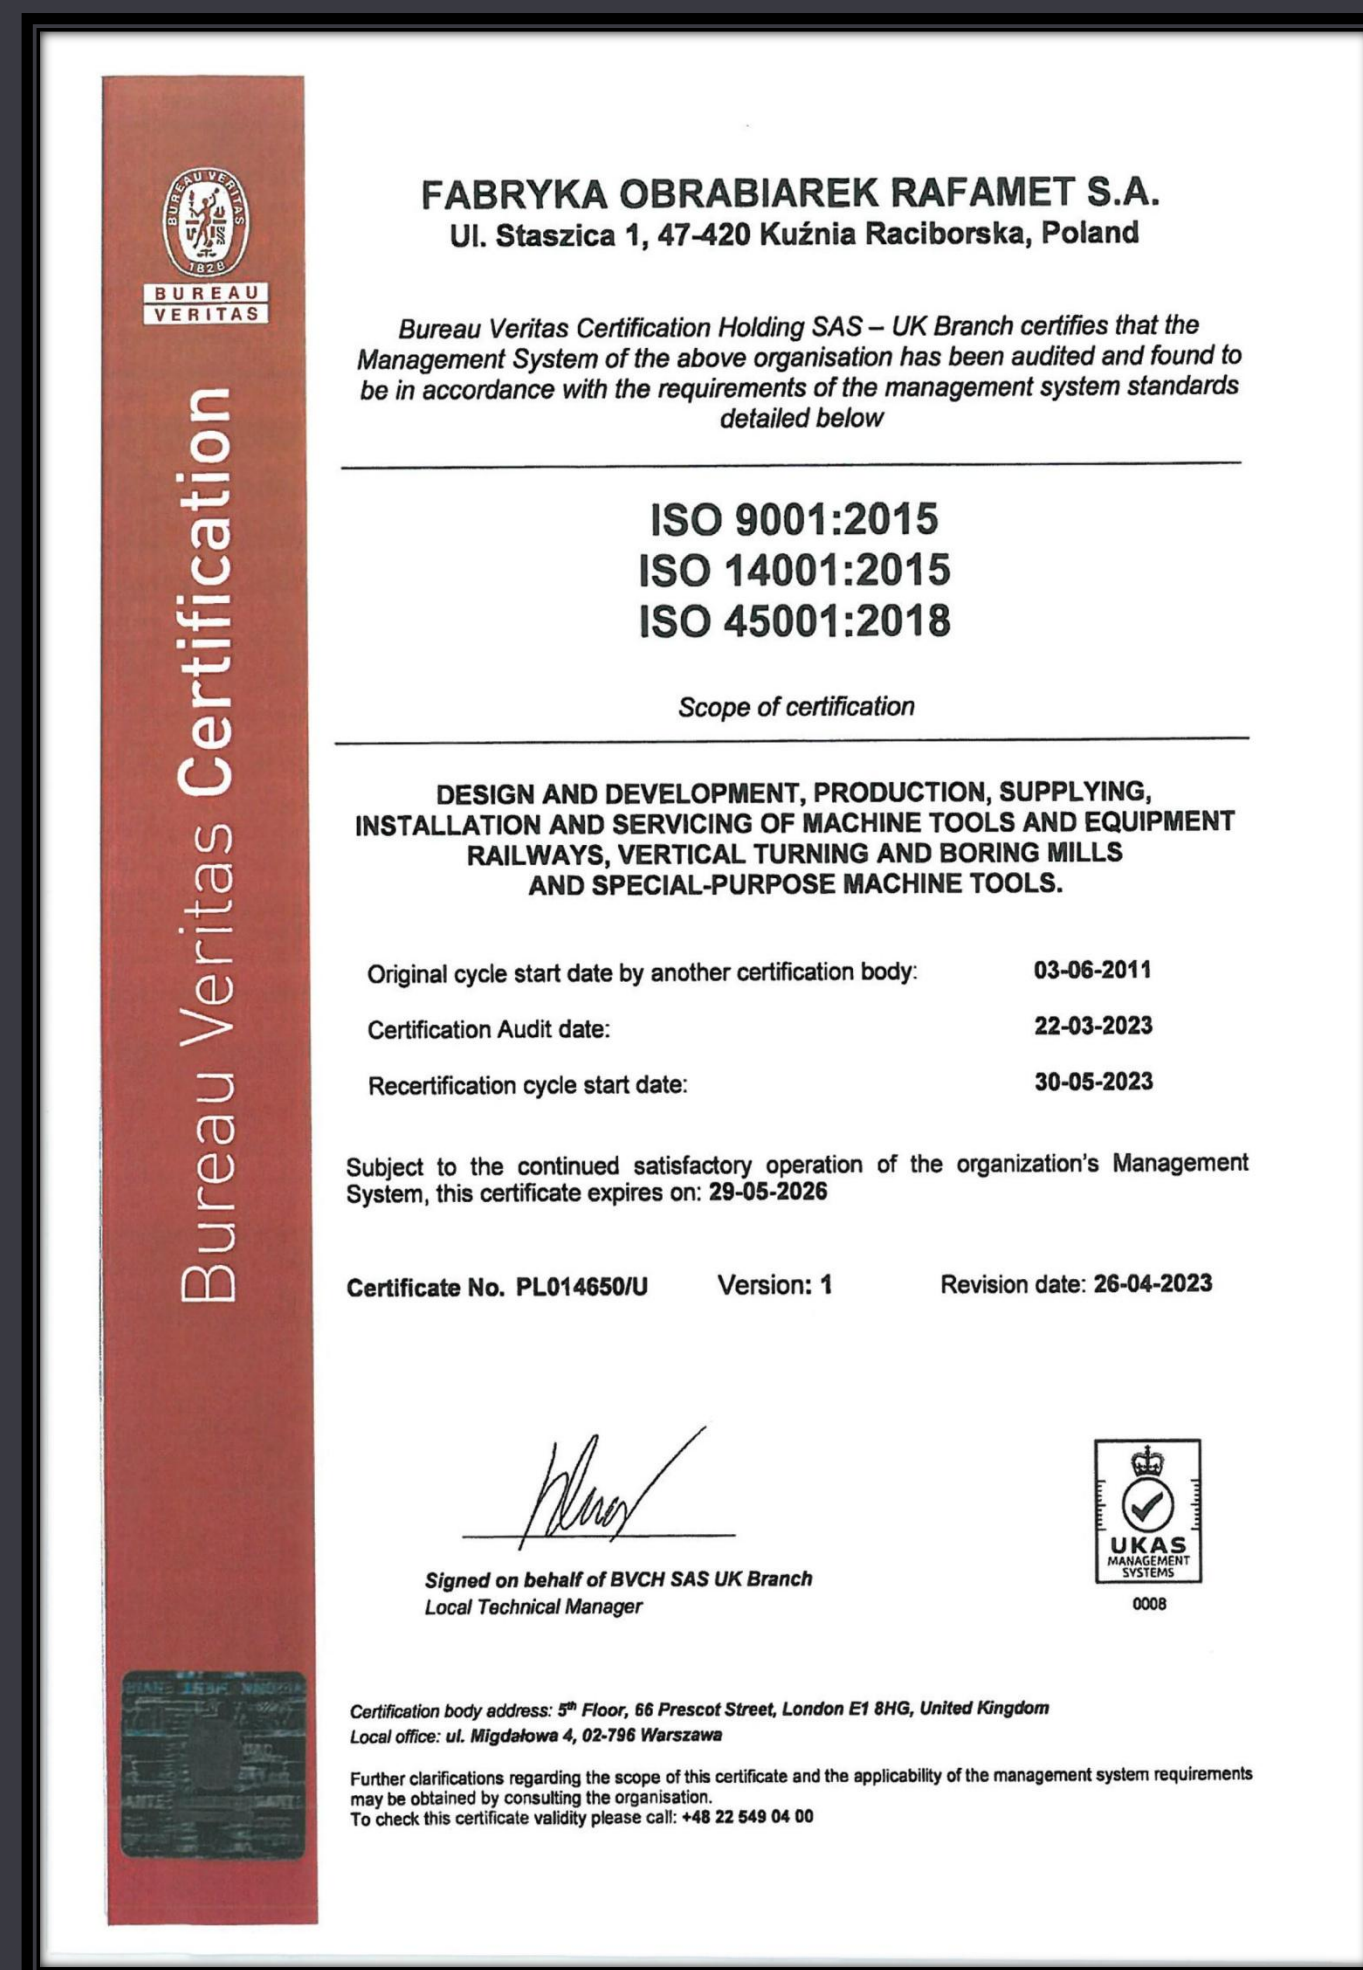 BUREAU VERITAS
1828
BUREAU
VERITAS
Bureau Veritas Certification
FABRYKA OBRABIAREK RAFAMET S.A.
Ul. Staszica 1, 47-420 Kuźnia Raciborska, Poland
Bureau Veritas Certification Holding SAS – UK Branch certifies that the
Management System of the above organisation has been audited and found to
be in accordance with the requirements of the management system standards
detailed below
ISO 9001:2015
ISO 14001:2015
ISO 45001:2018
Scope of certification
DESIGN AND DEVELOPMENT, PRODUCTION, SUPPLYING,
INSTALLATION AND SERVICING OF MACHINE TOOLS AND EQUIPMENT
RAILWAYS, VERTICAL TURNING AND BORING MILLS
AND SPECIAL-PURPOSE MACHINE TOOLS.
Original cycle start date by another certification body: 03-06-2011
Certification Audit date: 22-03-2023
Recertification cycle start date: 30-05-2023
Subject to the continued satisfactory operation of the organization's Management
System, this certificate expires on: 29-05-2026
Certificate No. PL014650/U Version: 1 Revision date: 26-04-2023
Signed on behalf of BVCH SAS UK Branch
Local Technical Manager
UKAS
MANAGEMENT
SYSTEMS
0008
Certification body address: 5th Floor, 66 Prescot Street, London E1 8HG, United Kingdom
Local office: ul. Migdałowa 4, 02-796 Warszawa
Further clarifications regarding the scope of this certificate and the applicability of the management system requirements
may be obtained by consulting the organisation.
To check this certificate validity please call: +48 22 549 04 00